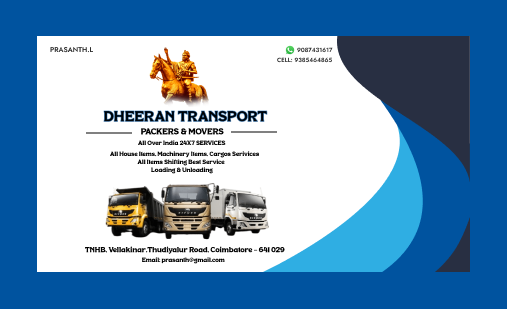 PRASANTH.L
9087431617
CELL: 9385464865
DHEERAN TRANSPORT
PACKERS & MOVERS
All Over India 24X7 SERVICES
All House Items, Machinery Items, Cargos Serivices
All Items Shifting Best Service
Loading & Unloading
TNHB, Vellakinar,Thudiyalur Road, Coimbatore - 641 029
Email: prasanth@gmail.com